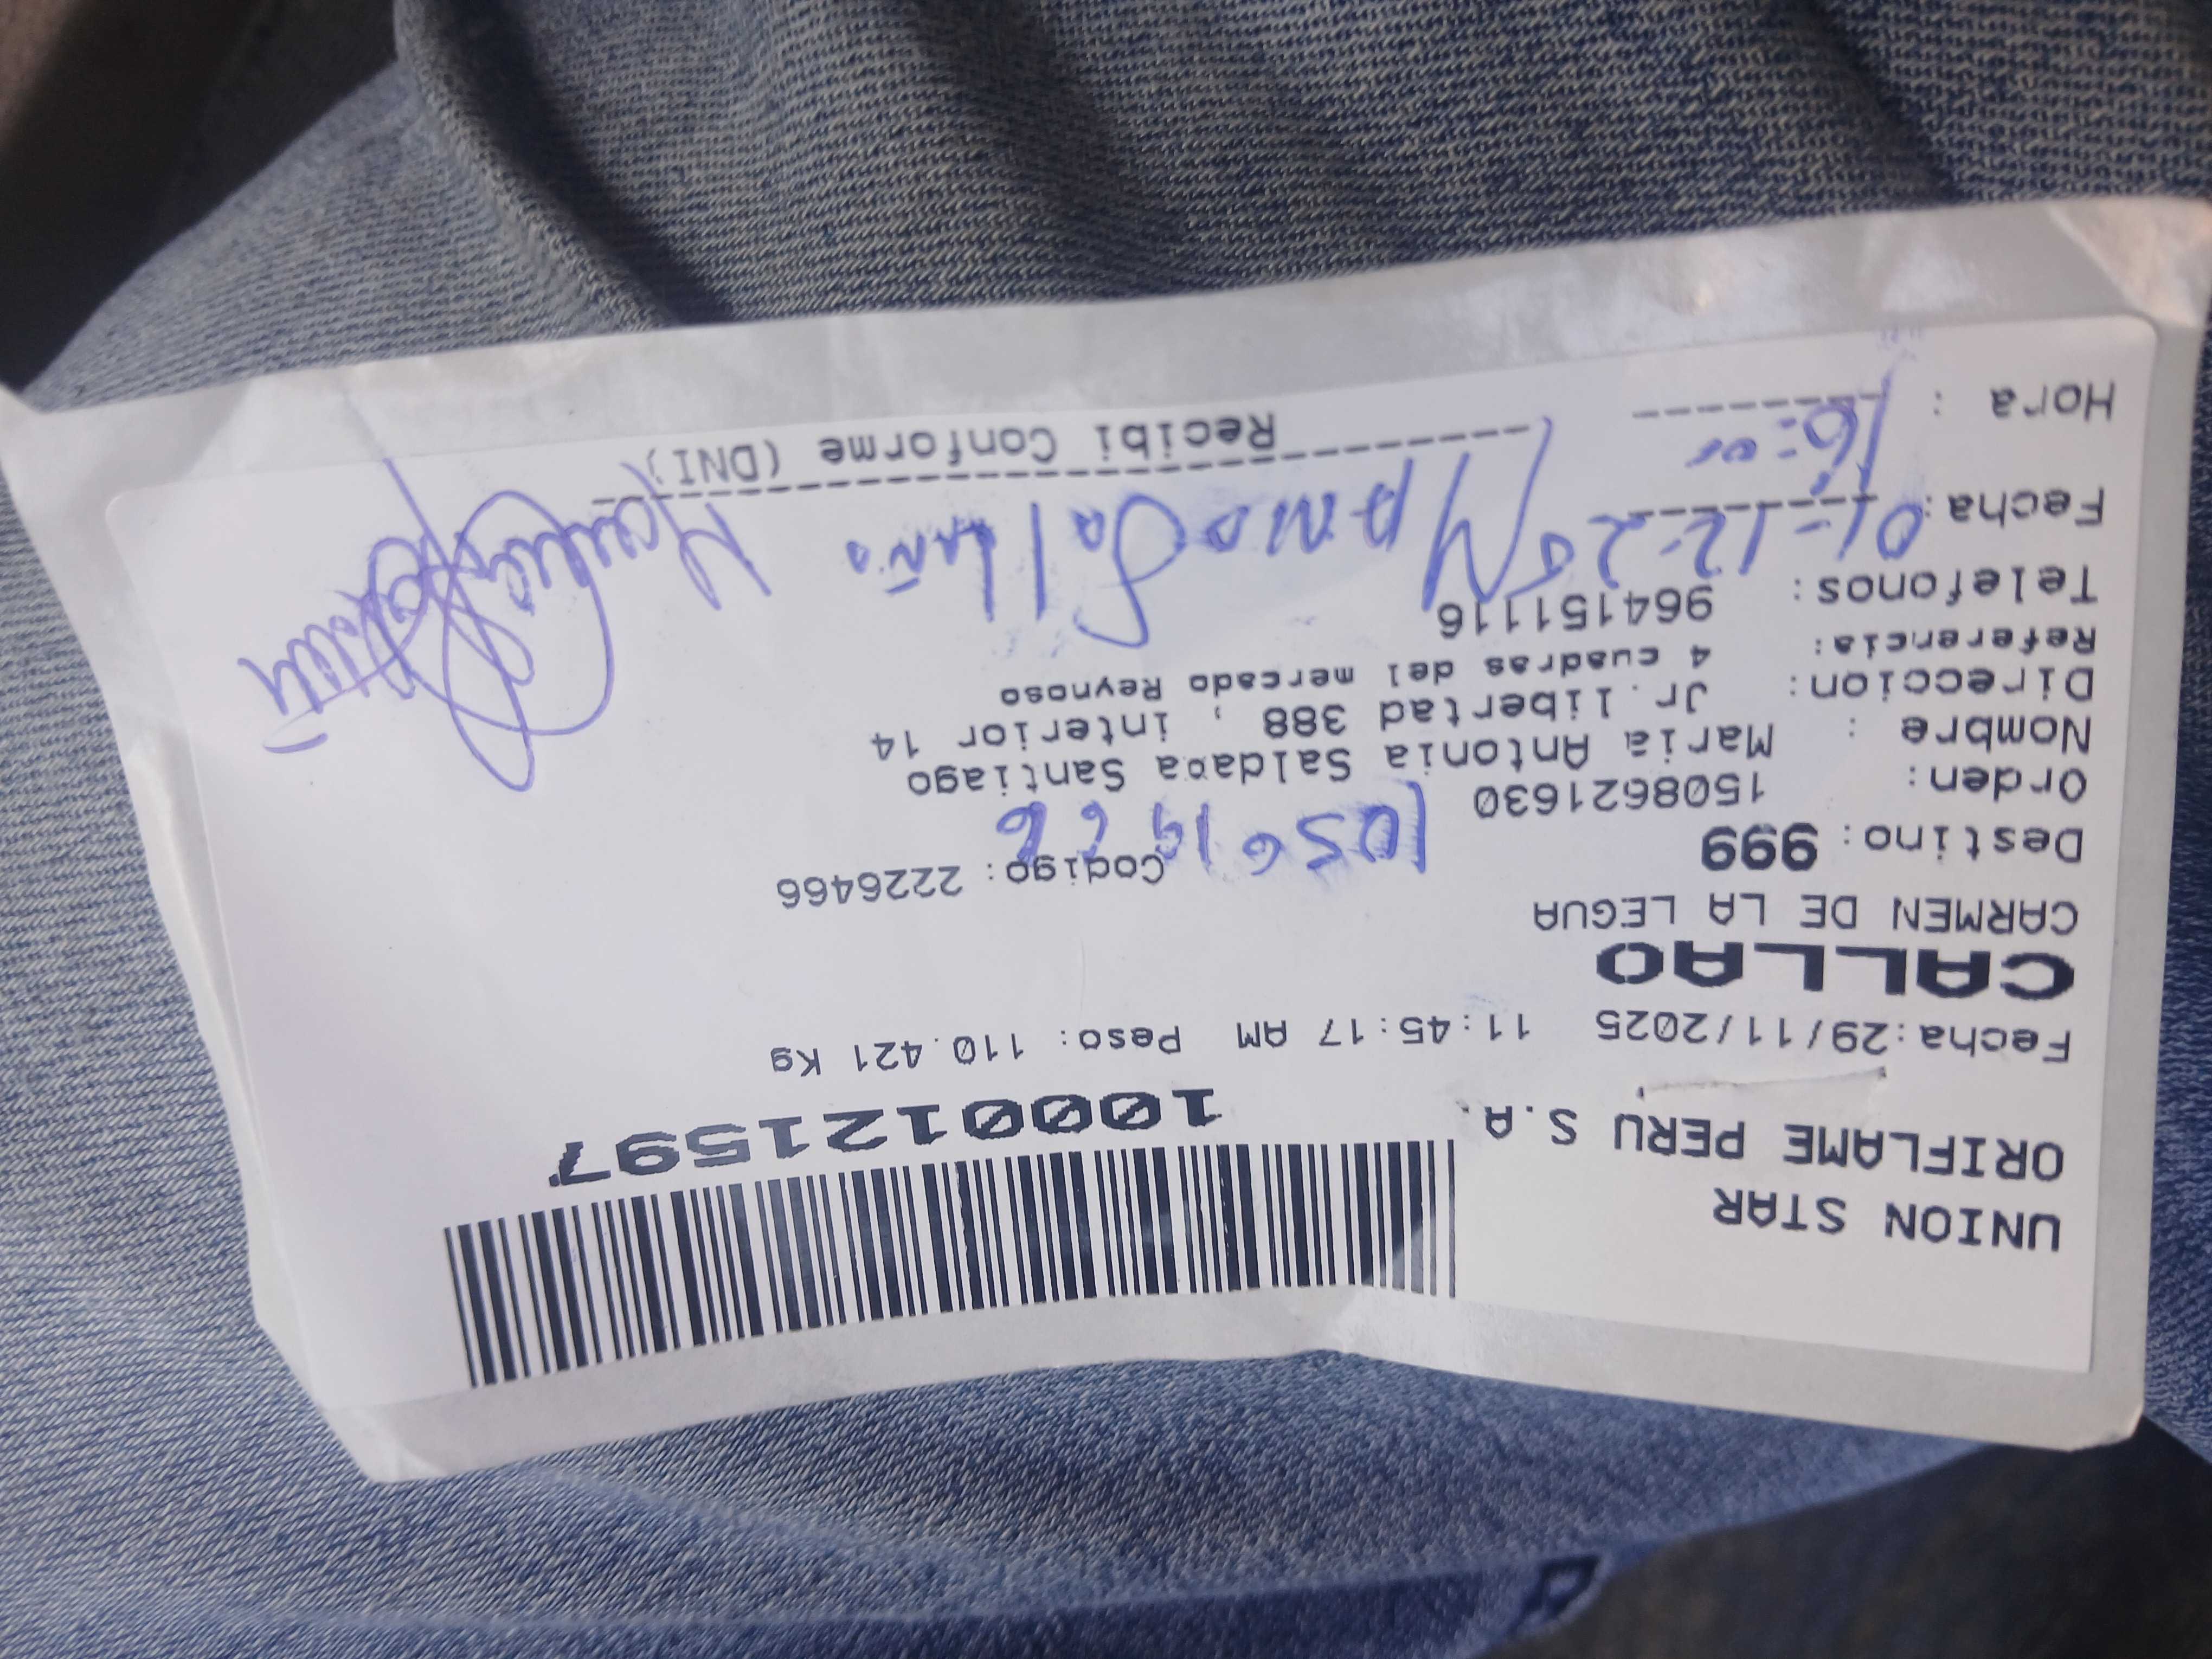 UNION STAR
ORIFLAME PERU S.A.
1000121597
Fecha:29/11/2025 11:45:17 AM Peso: 110.421 Kg
CALLAO
CARMEN DE LA LEGUA
Destino: 999 Codigo: 2226466
Orden: 1508621630
Nombre : Maria Antonia Saldaña Santiago
Direccion: Jr. libertad 388 , interior 14
Referencia: 4 cuadras del mercado Reynoso
Telefonos: 964151116
Fecha: 01-12-25
Hora : 16:00
Recibi Conforme (DNI)